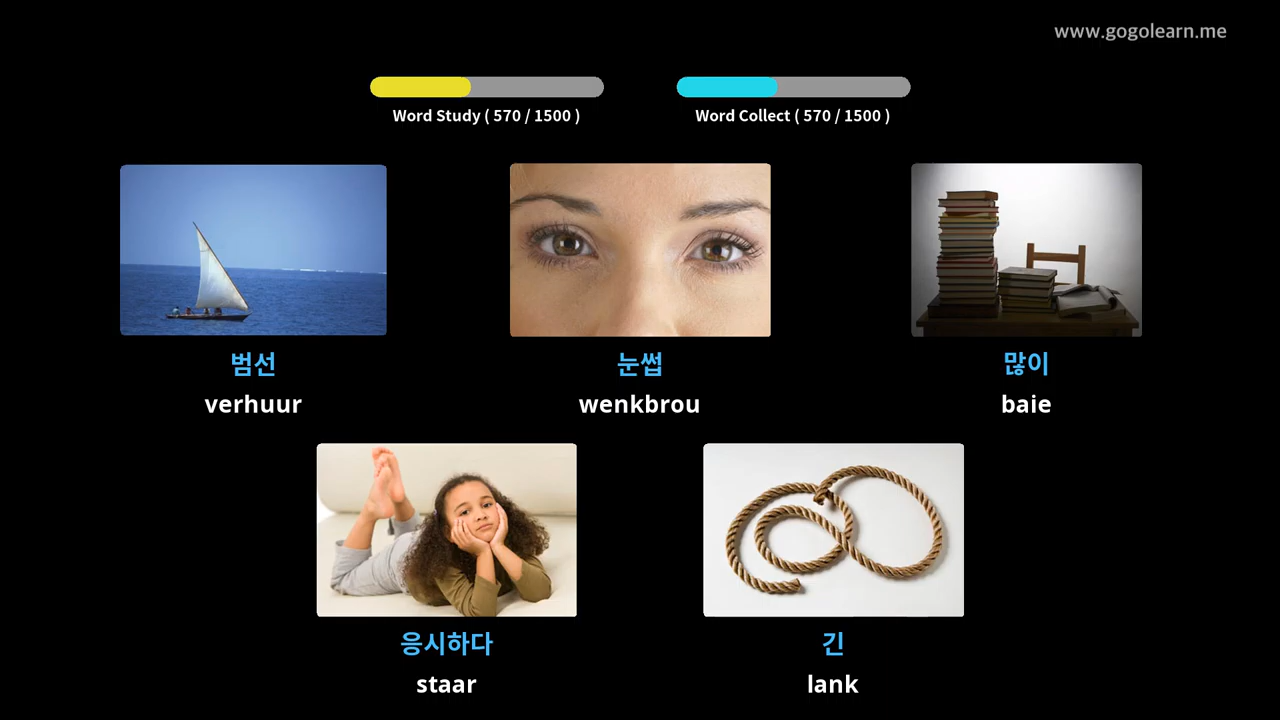 www.gogolearn.me
Word Study ( 570 / 1500 )
Word Collect ( 570 / 1500 )
범선
verhuur
눈썹
wenkbrou
많이
baie
응시하다
staar
긴
lank